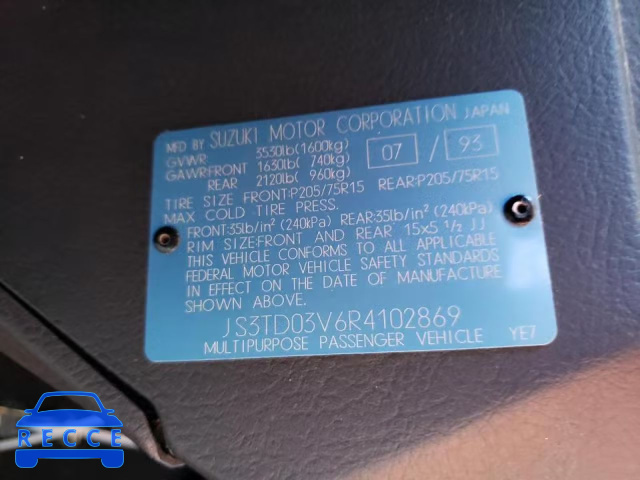 MFD BY SUZUKI MOTOR CORPORATION JAPAN
GVWR 3530lb(1600kg) 07 / 93
GAWRFRONT 1630lb( 740kg)
REAR 2120lb( 960kg)
TIRE SIZE FRONT:P205/75R15 REAR:P205/75R15
MAX COLD TIRE PRESS.
FRONT:35lb/in² (240kPa) REAR:35lb/in² (240kPa)
RIM SIZE:FRONT AND REAR 15x5 1/2 JJ
THIS VEHICLE CONFORMS TO ALL APPLICABLE
FEDERAL MOTOR VEHICLE SAFETY STANDARDS
IN EFFECT ON THE DATE OF MANUFACTURE
SHOWN ABOVE.
JS3TD03V6R4102869
MULTIPURPOSE PASSENGER VEHICLE YE7
RECCE